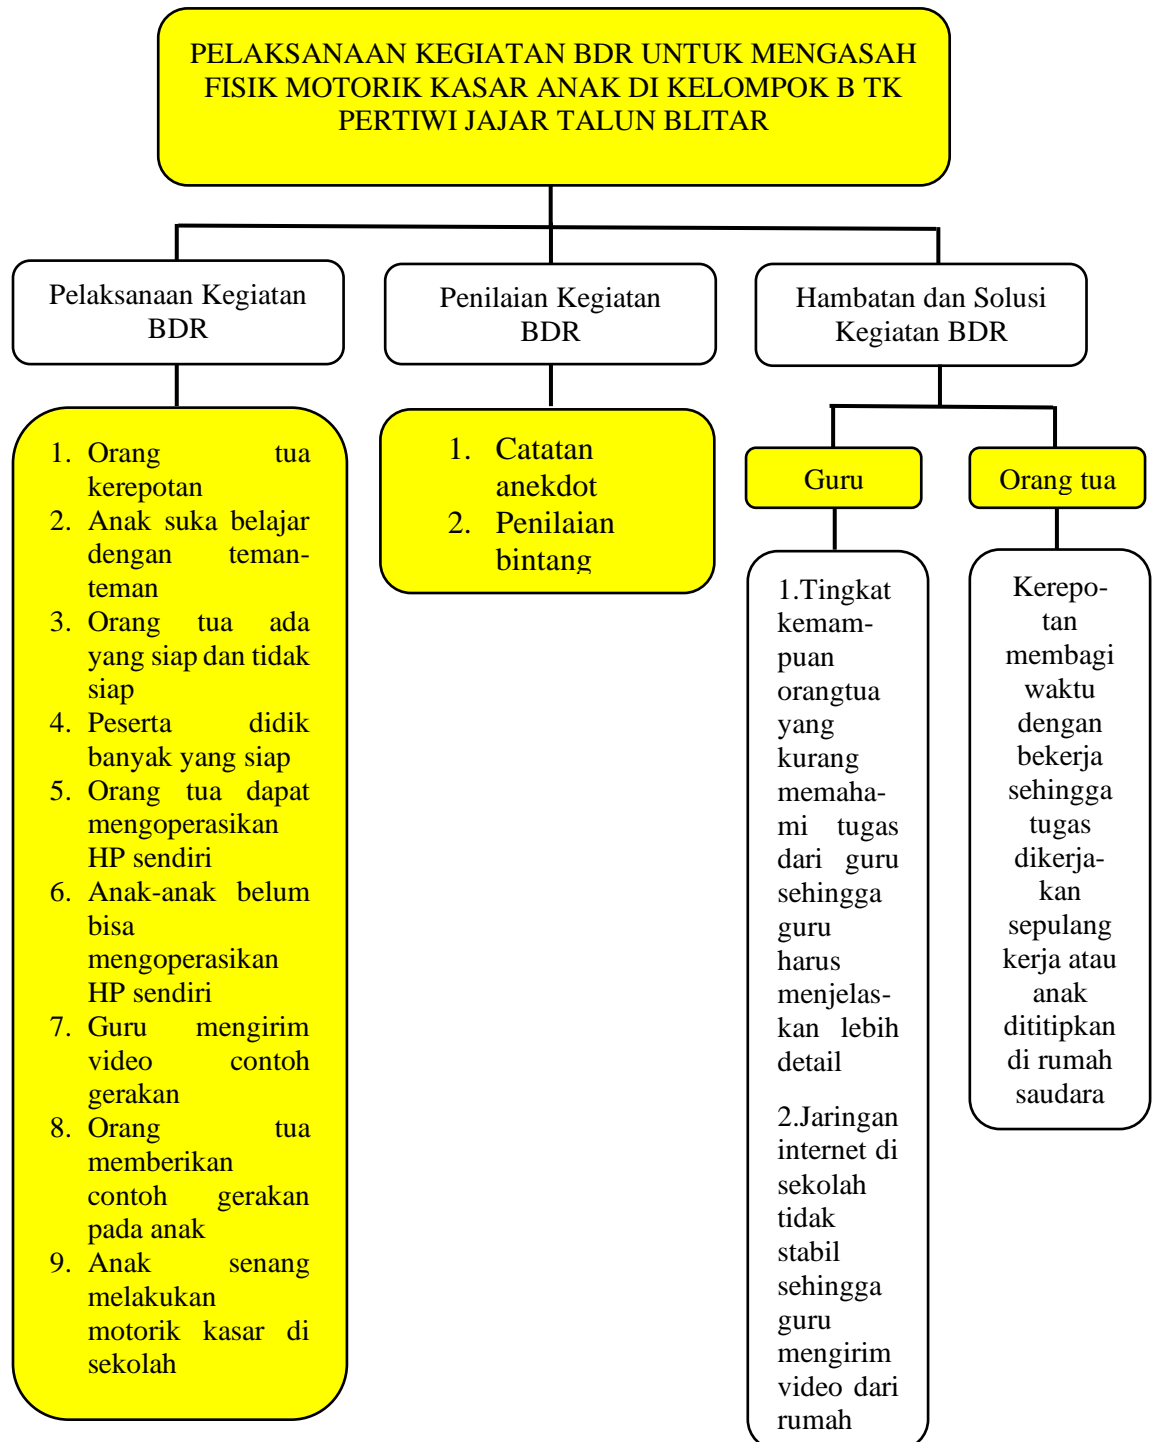 PELAKSANAAN KEGIATAN BDR UNTUK MENGASAH
FISIK MOTORIK KASAR ANAK DI KELOMPOK B TK
PERTIWI JAJAR TALUN BLITAR
Pelaksanaan Kegiatan
BDR
Penilaian Kegiatan
BDR
Hambatan dan Solusi
Kegiatan BDR
1. Orang tua
kerepotan
2. Anak suka belajar
dengan teman-
teman
3. Orang tua ada
yang siap dan tidak
siap
4. Peserta didik
banyak yang siap
5. Orang tua dapat
mengoperasikan
HP sendiri
6. Anak-anak belum
bisa
mengoperasikan
HP sendiri
7. Guru mengirim
video contoh
gerakan
8. Orang tua
memberikan
contoh gerakan
pada anak
9. Anak senang
melakukan
motorik kasar di
sekolah
1. Catatan
anekdot
2. Penilaian
bintang
Guru
1.Tingkat
kemam-
puan
orangtua
yang
kurang
memaha-
mi tugas
dari guru
sehingga
guru
harus
menjelas-
kan lebih
detail
2.Jaringan
internet di
sekolah
tidak
stabil
sehingga
guru
mengirim
video dari
rumah
Orang tua
Kerepo-
tan
membagi
waktu
dengan
bekerja
sehingga
tugas
dikerja-
kan
sepulang
kerja atau
anak
dititipkan
di rumah
saudara